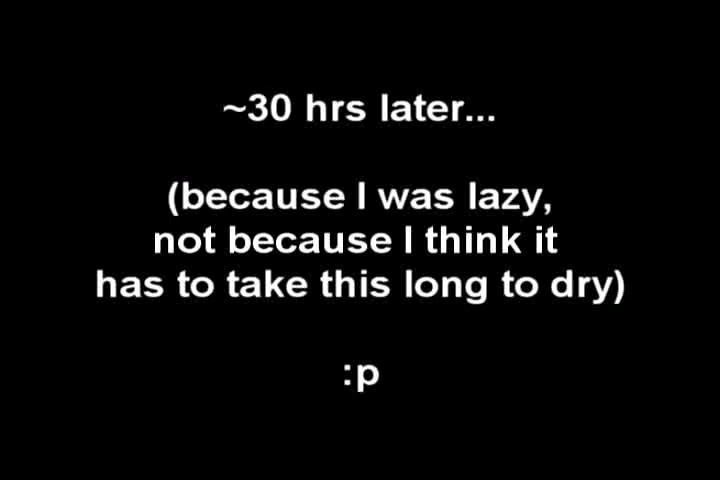 ~30 hrs later...
(because I was lazy,
not because I think it
has to take this long to dry)
:p